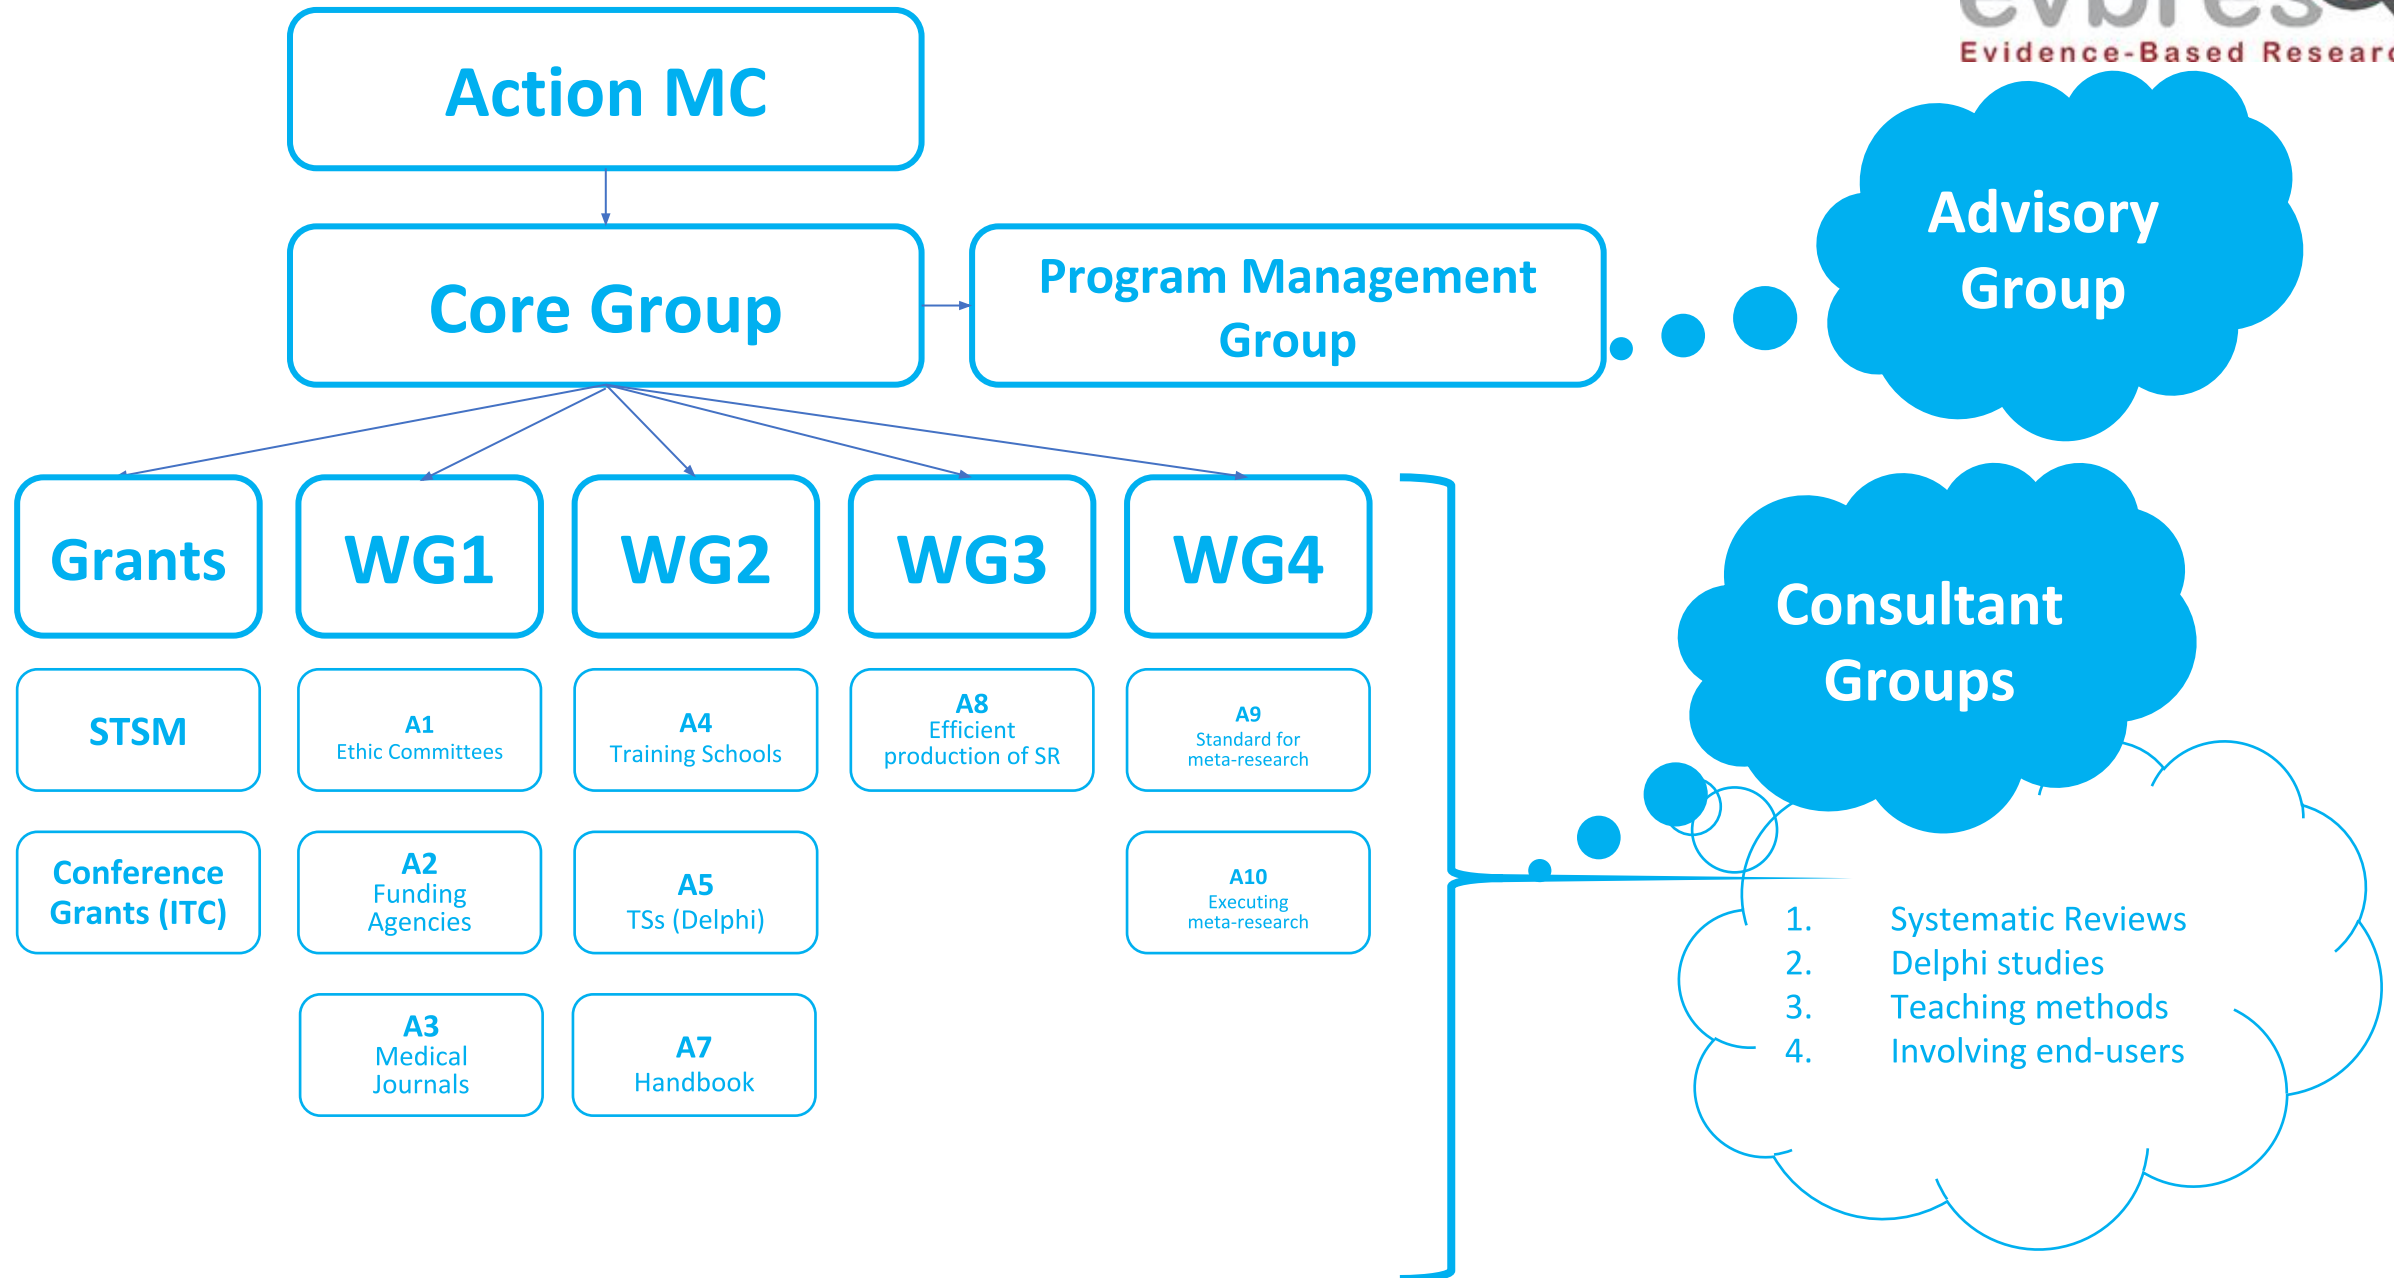 evbres
Evidence-Based Researc
Action MC
Core Group
Program Management
Group
Advisory
Group
Grants
WG1
WG2
WG3
WG4
Consultant
Groups
STSM
A1
Ethic Committees
A4
Training Schools
A8
Efficient
production of SR
A9
Standard for
meta-research
Conference
Grants (ITC)
A2
Funding
Agencies
A5
TSs (Delphi)
A10
Executing
meta-research
A3
Medical
Journals
A7
Handbook
1. Systematic Reviews
2. Delphi studies
3. Teaching methods
4. Involving end-users